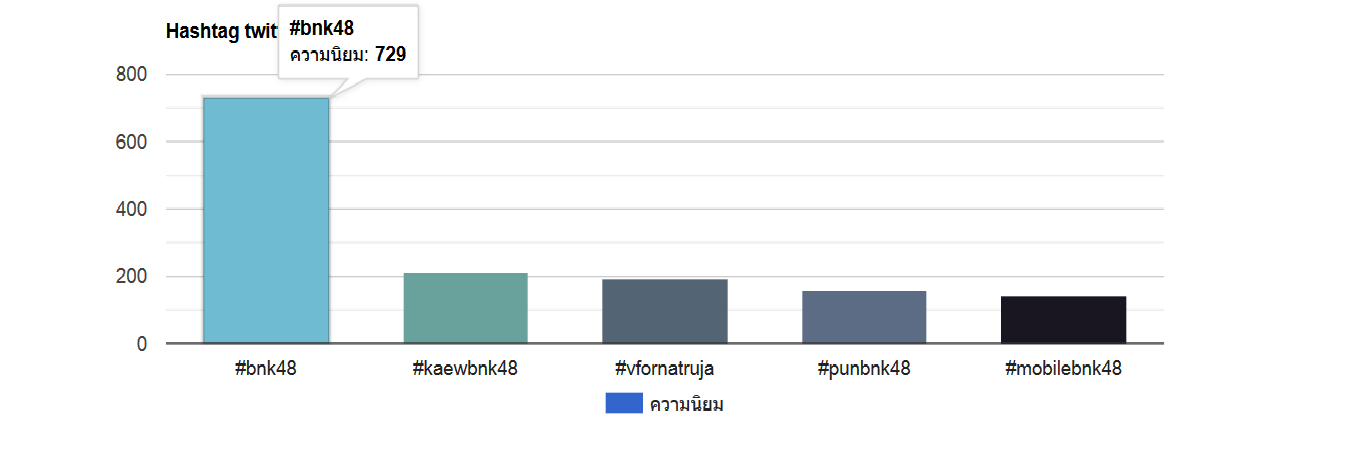 Hashtag twit
#bnk48
ความนิยม: 729
800
600
400
200
0
#bnk48 #kaewbnk48 #vfornatruja #punbnk48 #mobilebnk48
ความนิยม